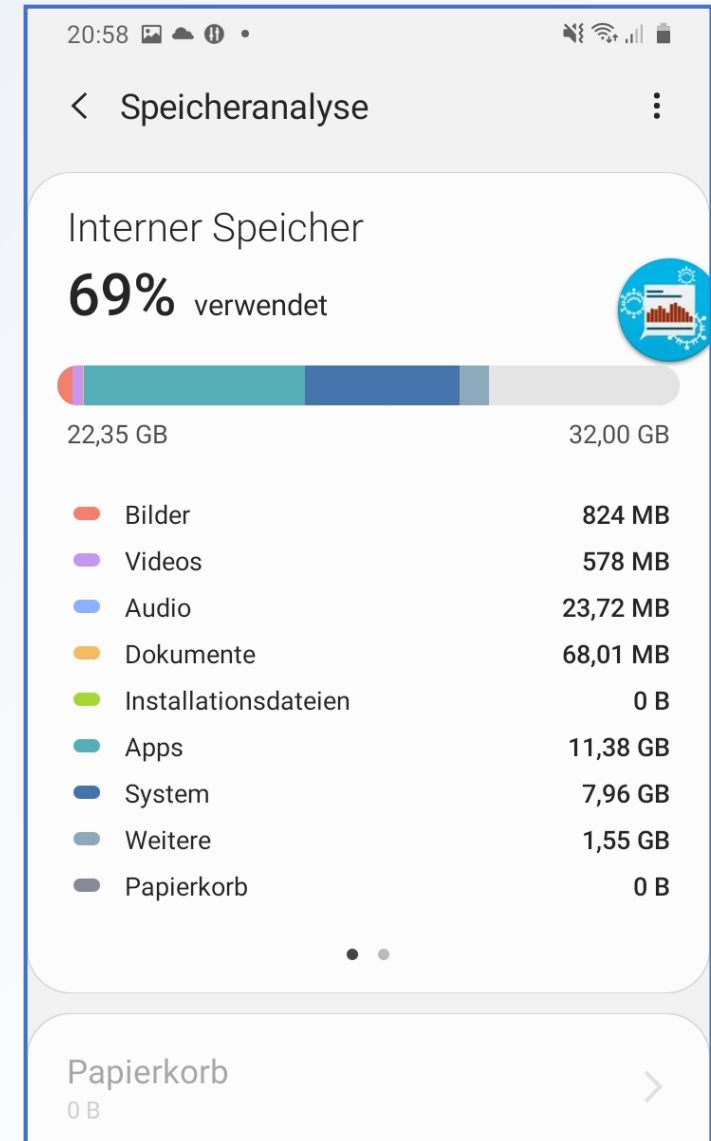 20:58
Speicheranalyse
Interner Speicher
69% verwendet
22,35 GB 32,00 GB
Bilder 824 MB
Videos 578 MB
Audio 23,72 MB
Dokumente 68,01 MB
Installationsdateien 0 B
Apps 11,38 GB
System 7,96 GB
Weitere 1,55 GB
Papierkorb 0 B
Papierkorb
0 B